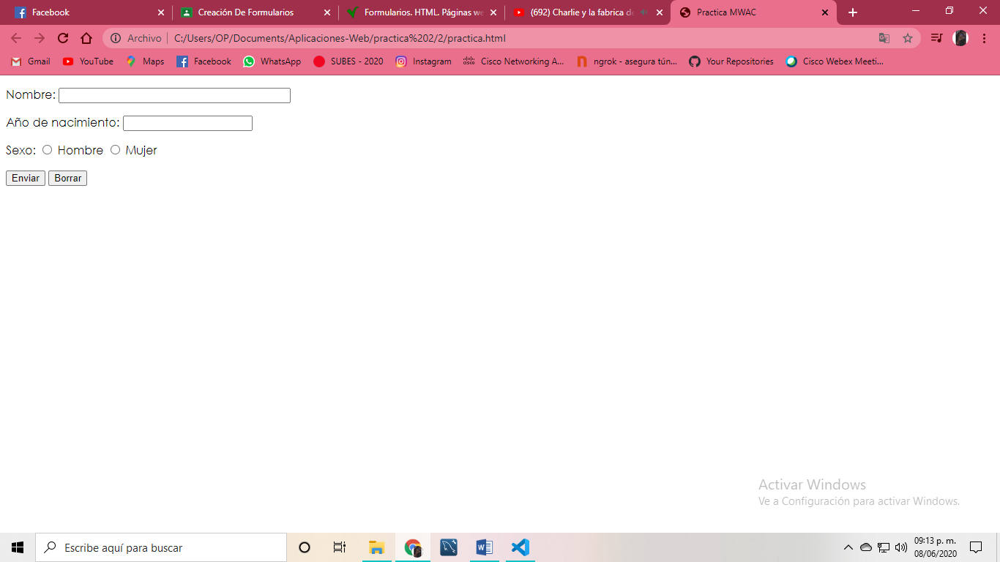 Facebook
Creación De Formularios
Formularios. HTML. Páginas we
(692) Charlie y la fabrica de
Practica MWAC
Archivo | C:/Users/OP/Documents/Aplicaciones-Web/practica%202/2/practica.html
Gmail YouTube Maps Facebook WhatsApp SUBES - 2020 Instagram Cisco Networking A... ngrok - asegura tún... Your Repositories Cisco Webex Meeti...
Nombre:
Año de nacimiento:
Sexo: Hombre Mujer
Enviar Borrar
Activar Windows
Ve a Configuración para activar Windows.
Escribe aquí para buscar
09:13 p. m.
08/06/2020